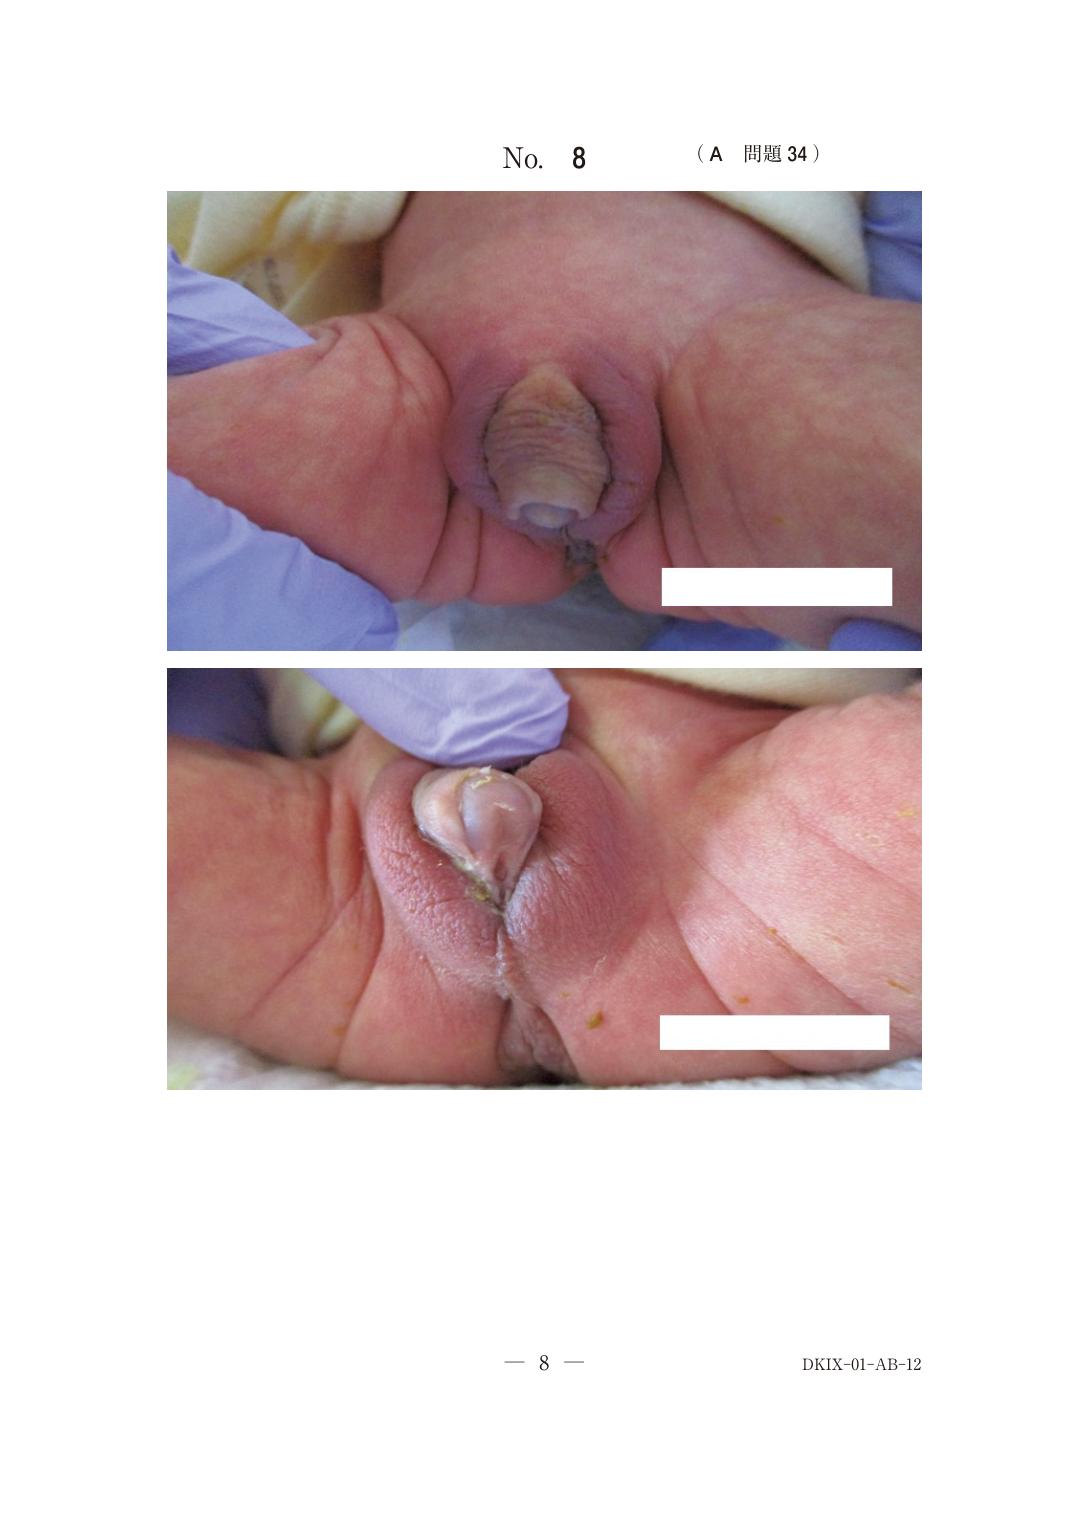 No. 8 （A 問題 34）
— 8 —
DKIX-01-AB-12